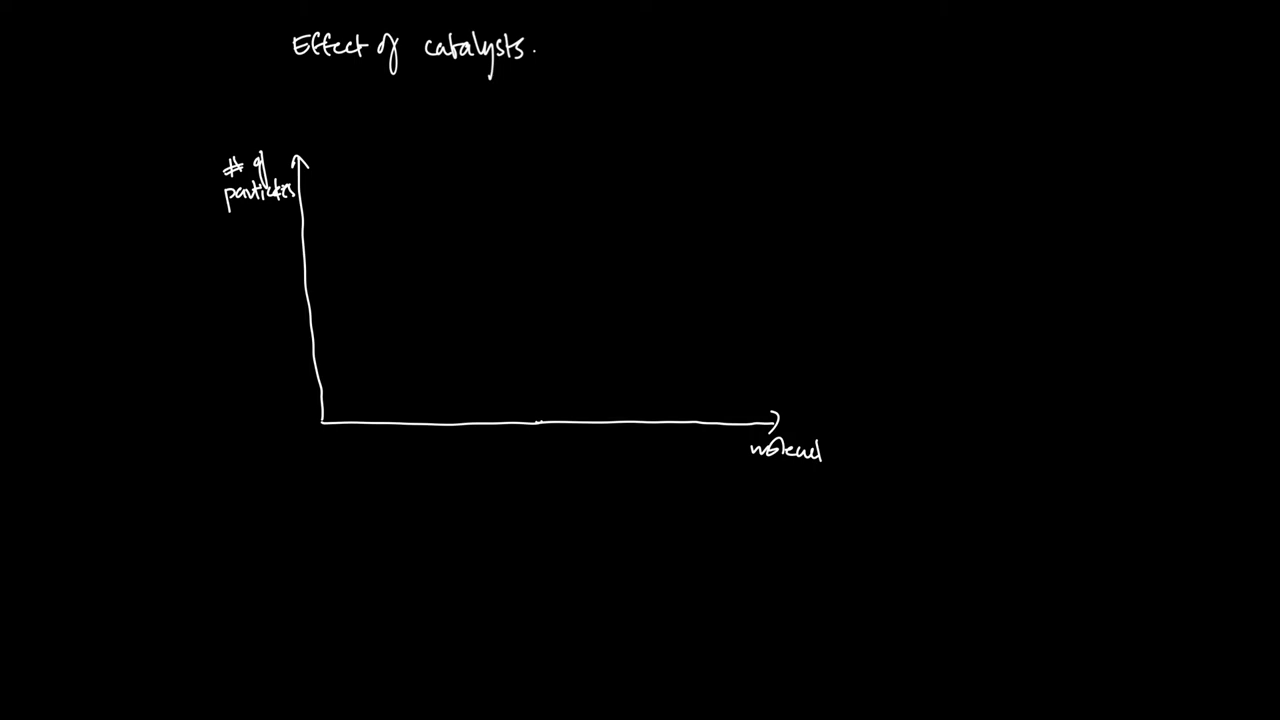 Effect of catalysts.
# of
particles